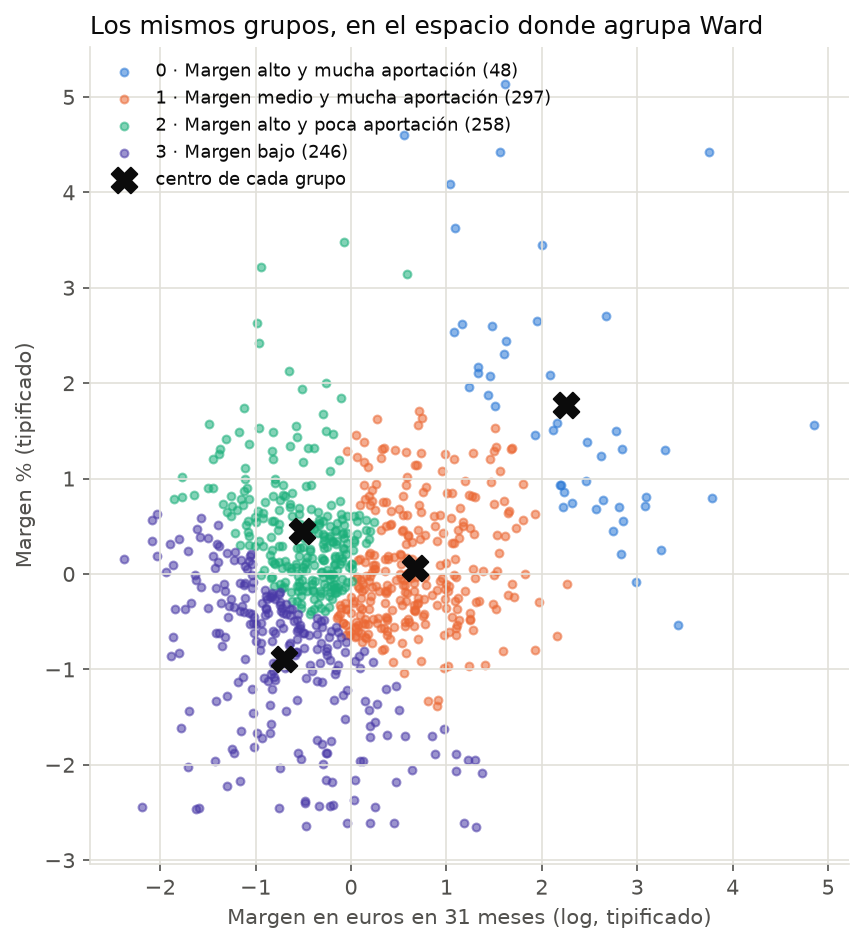 Los mismos grupos, en el espacio donde agrupa Ward
0 · Margen alto y mucha aportación (48)
1 · Margen medio y mucha aportación (297)
2 · Margen alto y poca aportación (258)
3 · Margen bajo (246)
centro de cada grupo
Margen % (tipificado)
5
4
3
2
1
0
−1
−2
−3
−2 −1 0 1 2 3 4 5
Margen en euros en 31 meses (log, tipificado)